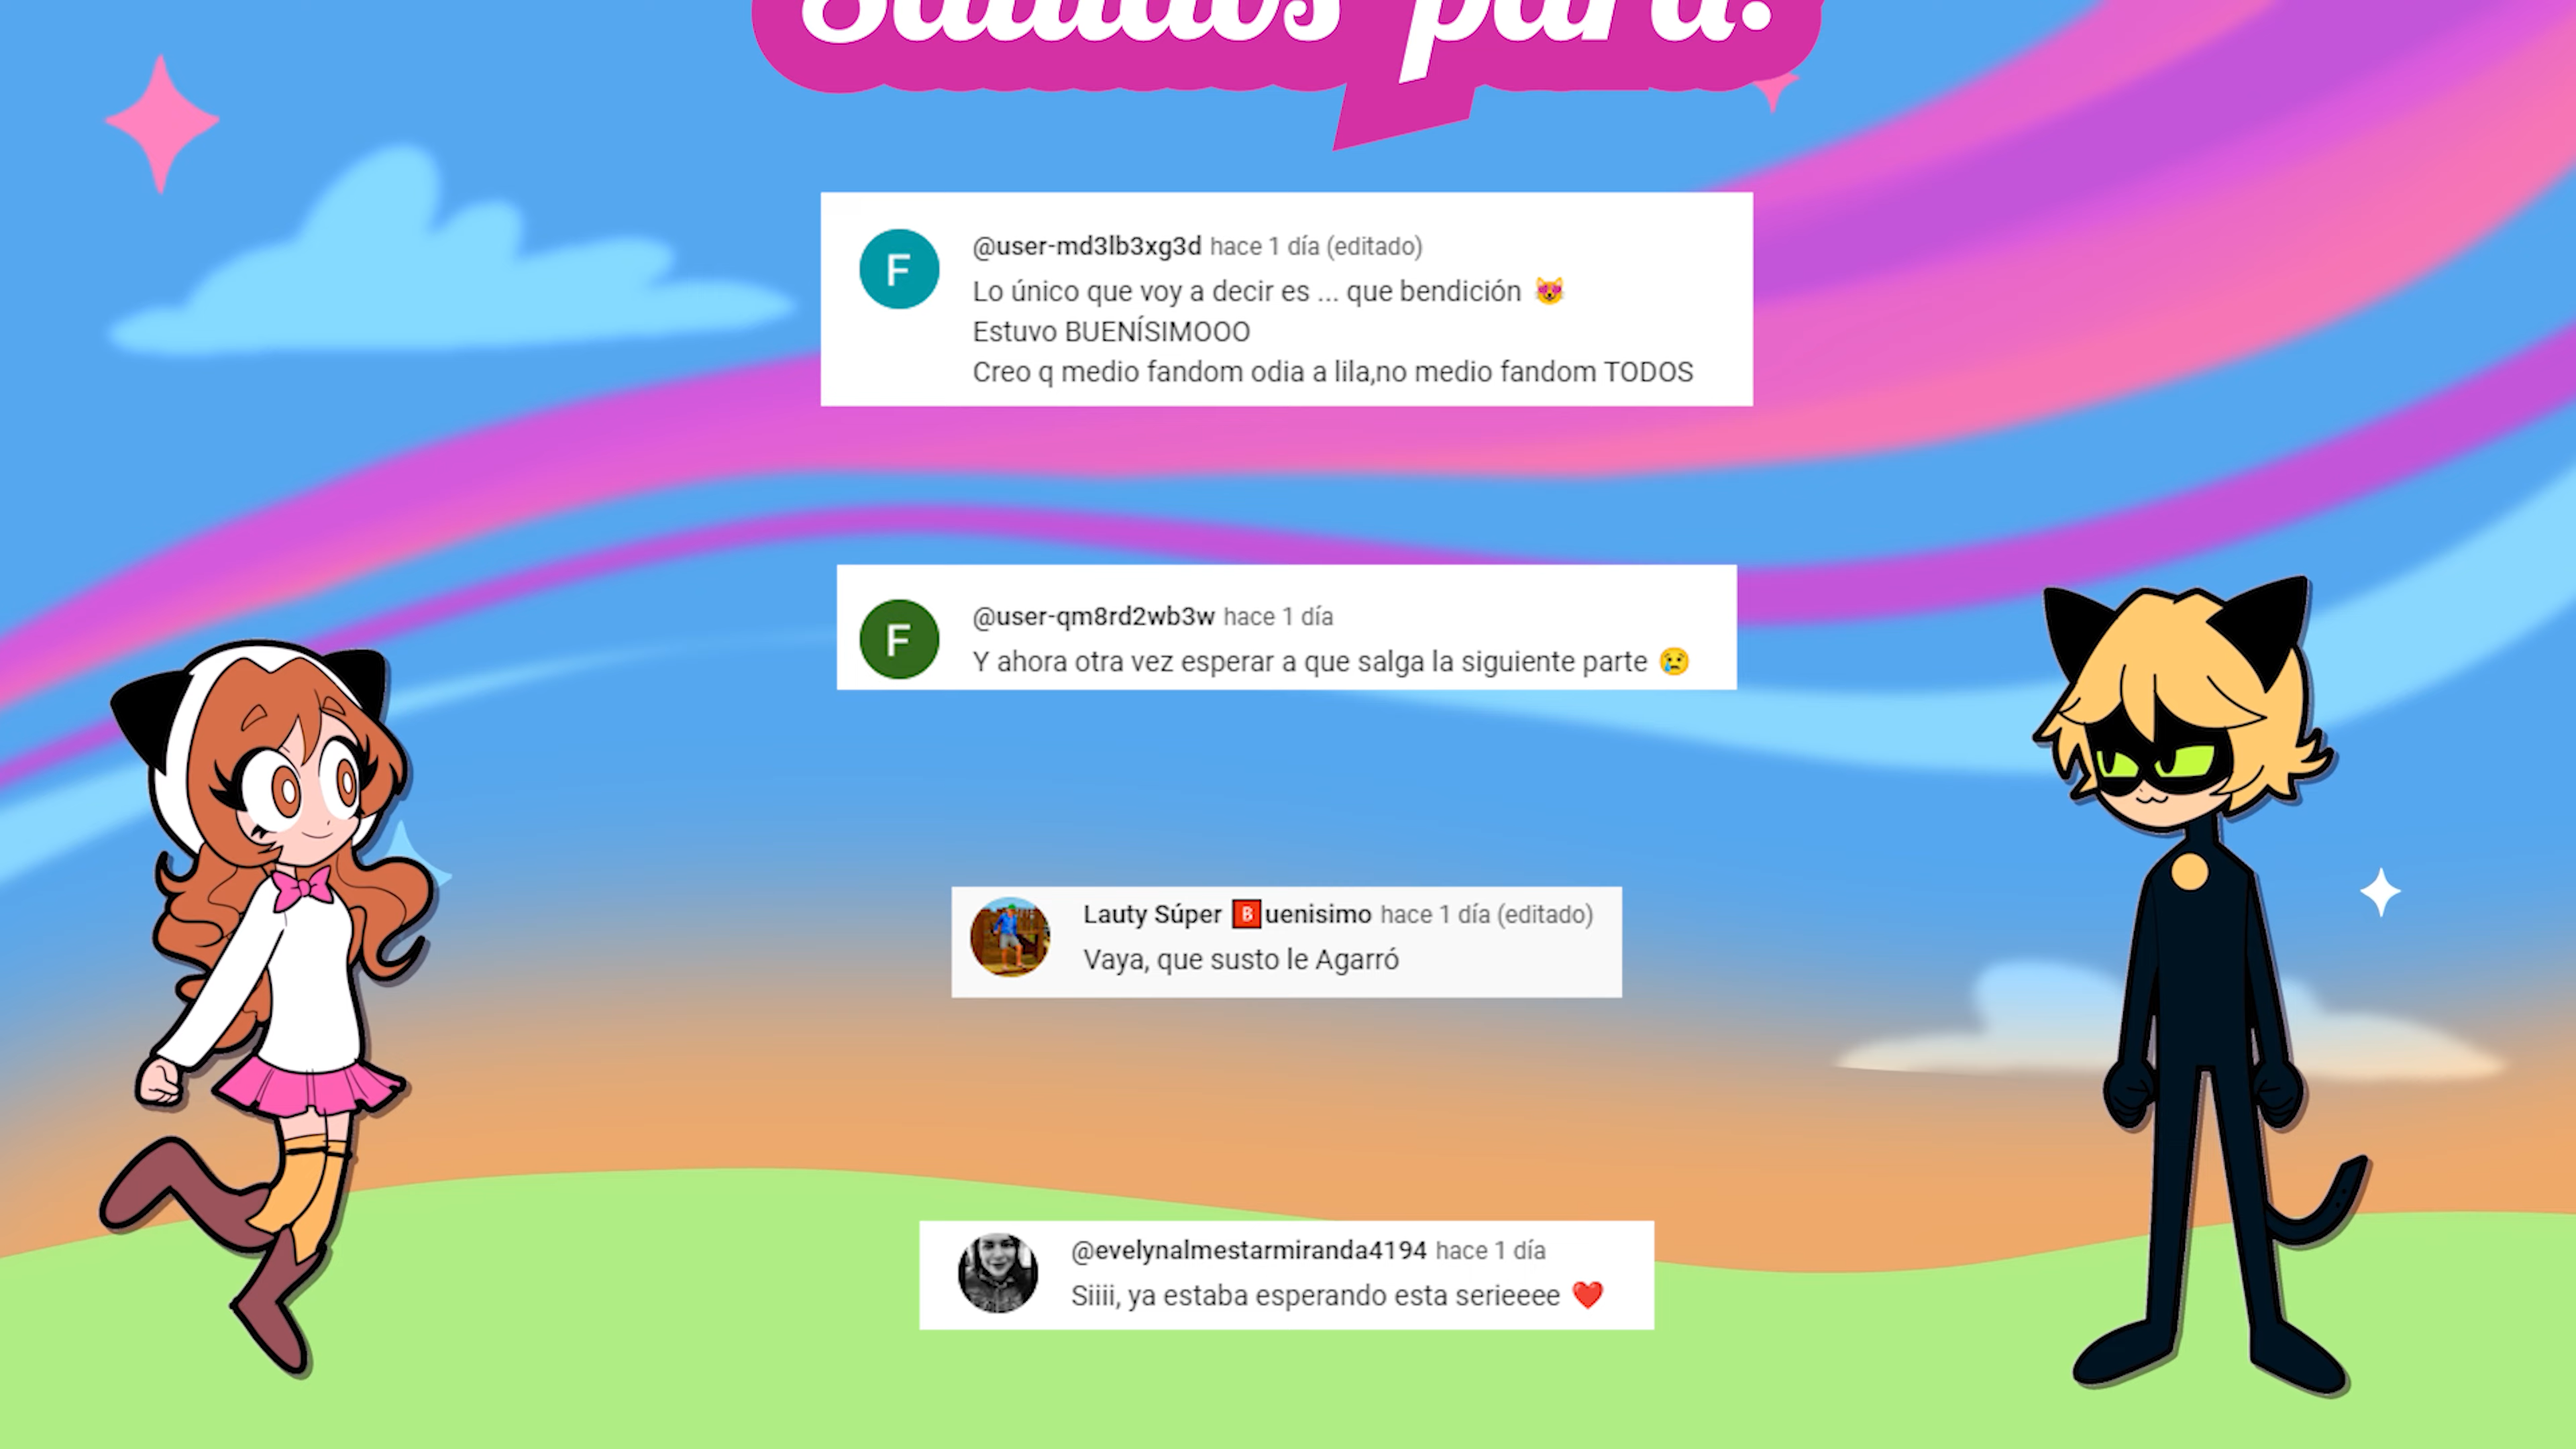 Saludos para:
F
@user-md3lb3xg3d hace 1 día (editado)
Lo único que voy a decir es ... que bendición 😻
Estuvo BUENÍSIMOOO
Creo q medio fandom odia a lila,no medio fandom TODOS
F
@user-qm8rd2wb3w hace 1 día
Y ahora otra vez esperar a que salga la siguiente parte 😢
Lauty Súper 🅱uenisimo hace 1 día (editado)
Vaya, que susto le Agarró
@evelynalmestarmiranda4194 hace 1 día
Siiii, ya estaba esperando esta serieeee ❤️